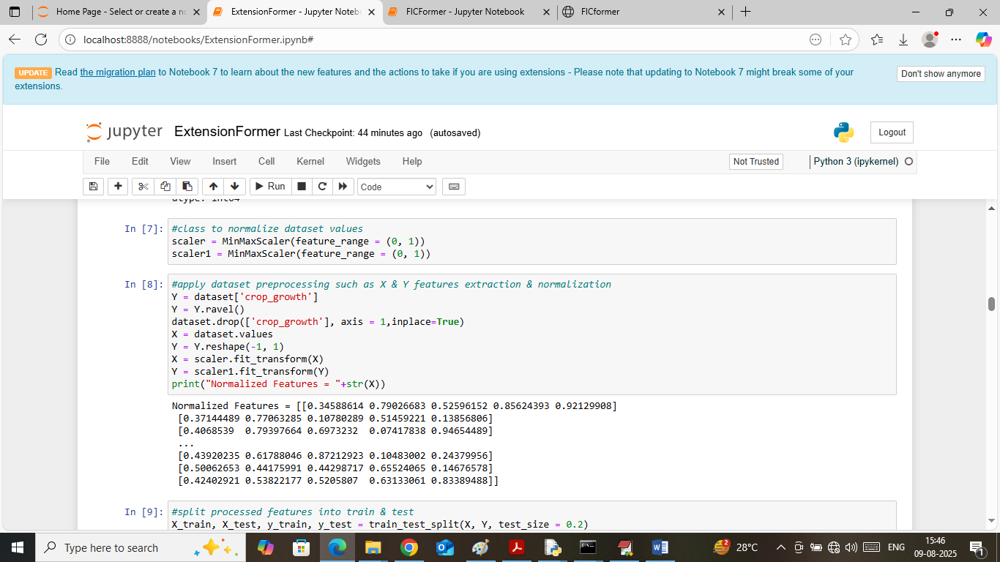 Home Page - Select or create a no
ExtensionFormer - Jupyter Notebo
FICFormer - Jupyter Notebook
FICformer
localhost:8888/notebooks/ExtensionFormer.ipynb#
UPDATE Read the migration plan to Notebook 7 to learn about the new features and the actions to take if you are using extensions - Please note that updating to Notebook 7 might break some of your
extensions.
Don't show anymore
jupyter ExtensionFormer Last Checkpoint: 44 minutes ago (autosaved)
Logout
File Edit View Insert Cell Kernel Widgets Help
Not Trusted
Python 3 (ipykernel)
Run
Code
dtype: int64
In [7]: #class to normalize dataset values
scaler = MinMaxScaler(feature_range = (0, 1))
scaler1 = MinMaxScaler(feature_range = (0, 1))
In [8]: #apply dataset preprocessing such as X & Y features extraction & normalization
Y = dataset['crop_growth']
Y = Y.ravel()
dataset.drop(['crop_growth'], axis = 1,inplace=True)
X = dataset.values
Y = Y.reshape(-1, 1)
X = scaler.fit_transform(X)
Y = scaler1.fit_transform(Y)
print("Normalized Features = "+str(X))
Normalized Features = [[0.34588614 0.79026683 0.52596152 0.85624393 0.92129908]
[0.37144489 0.77063285 0.10780289 0.51459221 0.13856806]
[0.4068539 0.79397664 0.6973232 0.07417838 0.94654489]
...
[0.43920235 0.61788046 0.87212923 0.10483002 0.24379956]
[0.50062653 0.44175991 0.44298717 0.65524065 0.14676578]
[0.42402921 0.53822177 0.5205807 0.63133061 0.83389488]]
In [9]: #split processed features into train & test
X_train, X_test, y_train, y_test = train_test_split(X, Y, test_size = 0.2)
Type here to search
2
28°C
ENG
15:46
09-08-2025
1